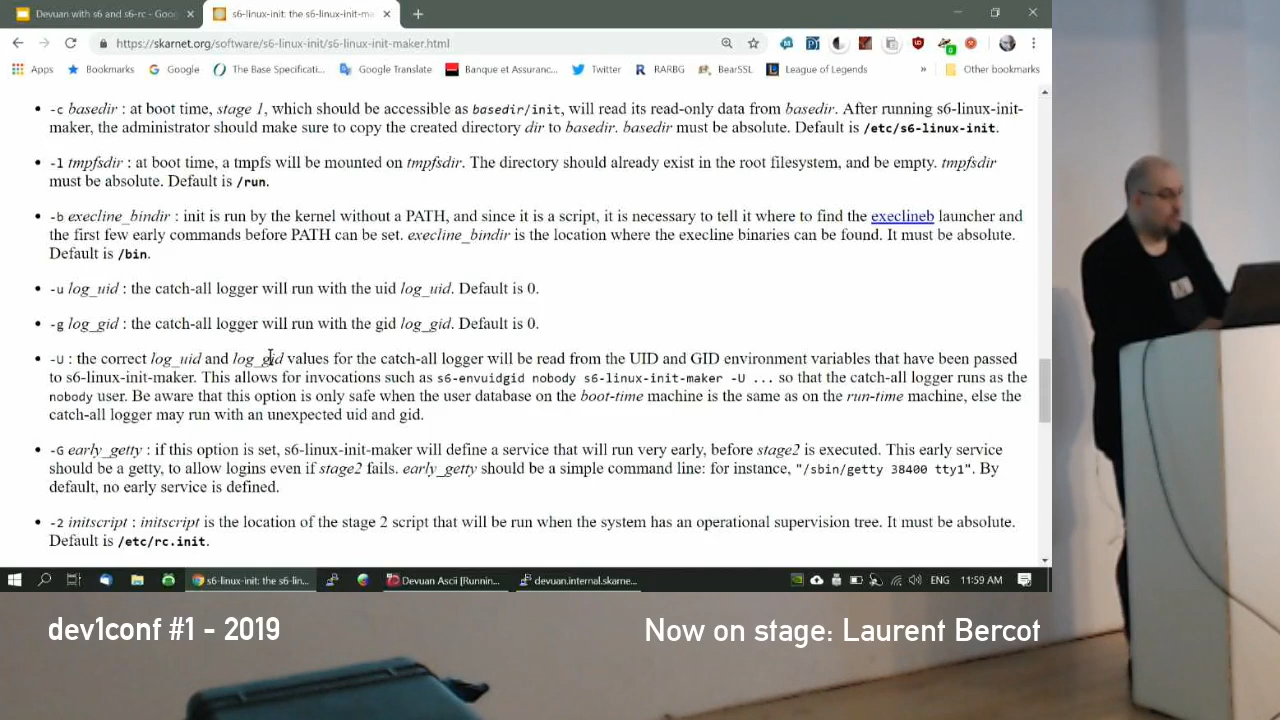 Devuan with s6 and s6-rc - Goo
s6-linux-init: the s6-linux-init-ma
https://skarnet.org/software/s6-linux-init/s6-linux-init-maker.html
Apps Bookmarks Google The Base Specificati... Google Translate Banque et Assuranc... Twitter RARBG BearSSL League of Legends » Other bookmarks
• -c basedir : at boot time, stage 1, which should be accessible as basedir/init, will read its read-only data from basedir. After running s6-linux-init-
maker, the administrator should make sure to copy the created directory dir to basedir. basedir must be absolute. Default is /etc/s6-linux-init.
• -l tmpfsdir : at boot time, a tmpfs will be mounted on tmpfsdir. The directory should already exist in the root filesystem, and be empty. tmpfsdir
must be absolute. Default is /run.
• -b execline_bindir : init is run by the kernel without a PATH, and since it is a script, it is necessary to tell it where to find the execlineb launcher and
the first few early commands before PATH can be set. execline_bindir is the location where the execline binaries can be found. It must be absolute.
Default is /bin.
• -u log_uid : the catch-all logger will run with the uid log_uid. Default is 0.
• -g log_gid : the catch-all logger will run with the gid log_gid. Default is 0.
• -U : the correct log_uid and log_gid values for the catch-all logger will be read from the UID and GID environment variables that have been passed
to s6-linux-init-maker. This allows for invocations such as s6-envuidgid nobody s6-linux-init-maker -U ... so that the catch-all logger runs as the
nobody user. Be aware that this option is only safe when the user database on the boot-time machine is the same as on the run-time machine, else the
catch-all logger may run with an unexpected uid and gid.
• -G early_getty : if this option is set, s6-linux-init-maker will define a service that will run very early, before stage2 is executed. This early service
should be a getty, to allow logins even if stage2 fails. early_getty should be a simple command line: for instance, "/sbin/getty 38400 tty1". By
default, no early service is defined.
• -2 initscript : initscript is the location of the stage 2 script that will be run when the system has an operational supervision tree. It must be absolute.
Default is /etc/rc.init.
s6-linux-init: the s6-lin... Devuan Ascii [Runnin... devuan.internal.skarne... ENG 11:59 AM
dev1conf #1 - 2019
Now on stage: Laurent Bercot